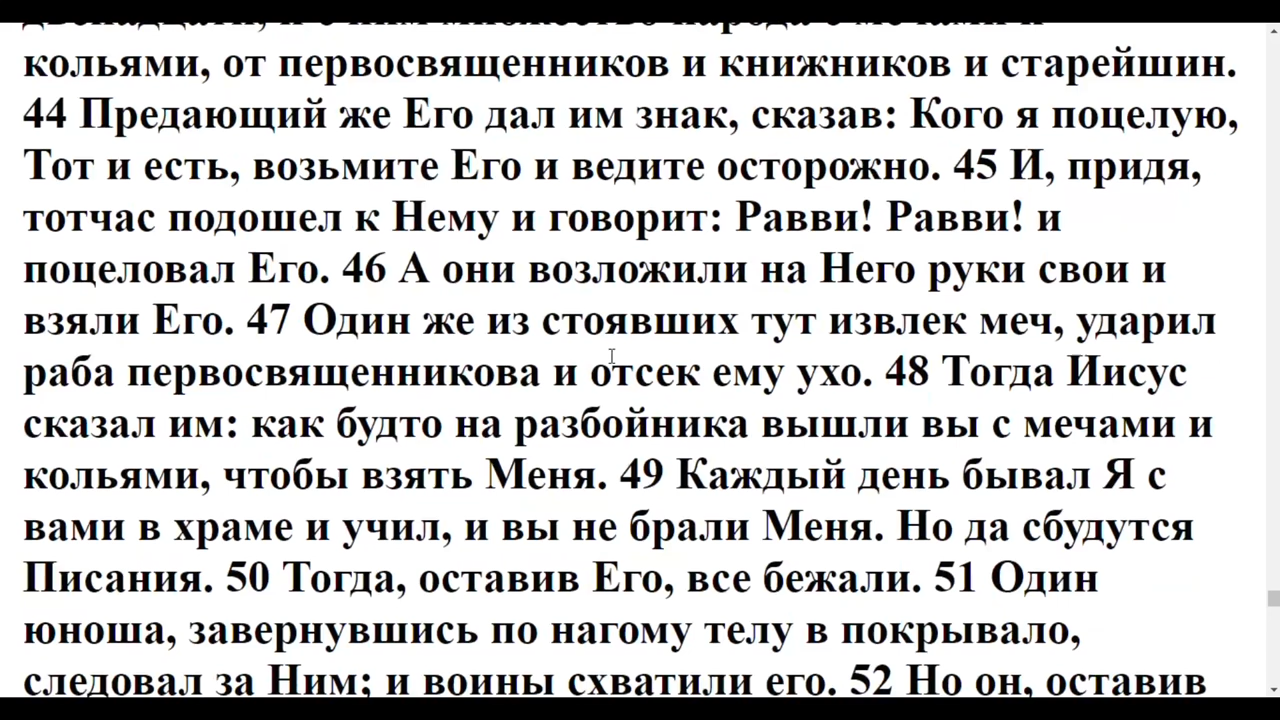 двенадцати, и с ним множество народа с мечами и
кольями, от первосвященников и книжников и старейшин.
44 Предающий же Его дал им знак, сказав: Кого я поцелую,
Тот и есть, возьмите Его и ведите осторожно. 45 И, придя,
тотчас подошел к Нему и говорит: Равви! Равви! и
поцеловал Его. 46 А они возложили на Него руки свои и
взяли Его. 47 Один же из стоявших тут извлек меч, ударил
раба первосвященникова и отсек ему ухо. 48 Тогда Иисус
сказал им: как будто на разбойника вышли вы с мечами и
кольями, чтобы взять Меня. 49 Каждый день бывал Я с
вами в храме и учил, и вы не брали Меня. Но да сбудутся
Писания. 50 Тогда, оставив Его, все бежали. 51 Один
юноша, завернувшись по нагому телу в покрывало,
следовал за Ним; и воины схватили его. 52 Но он, оставив